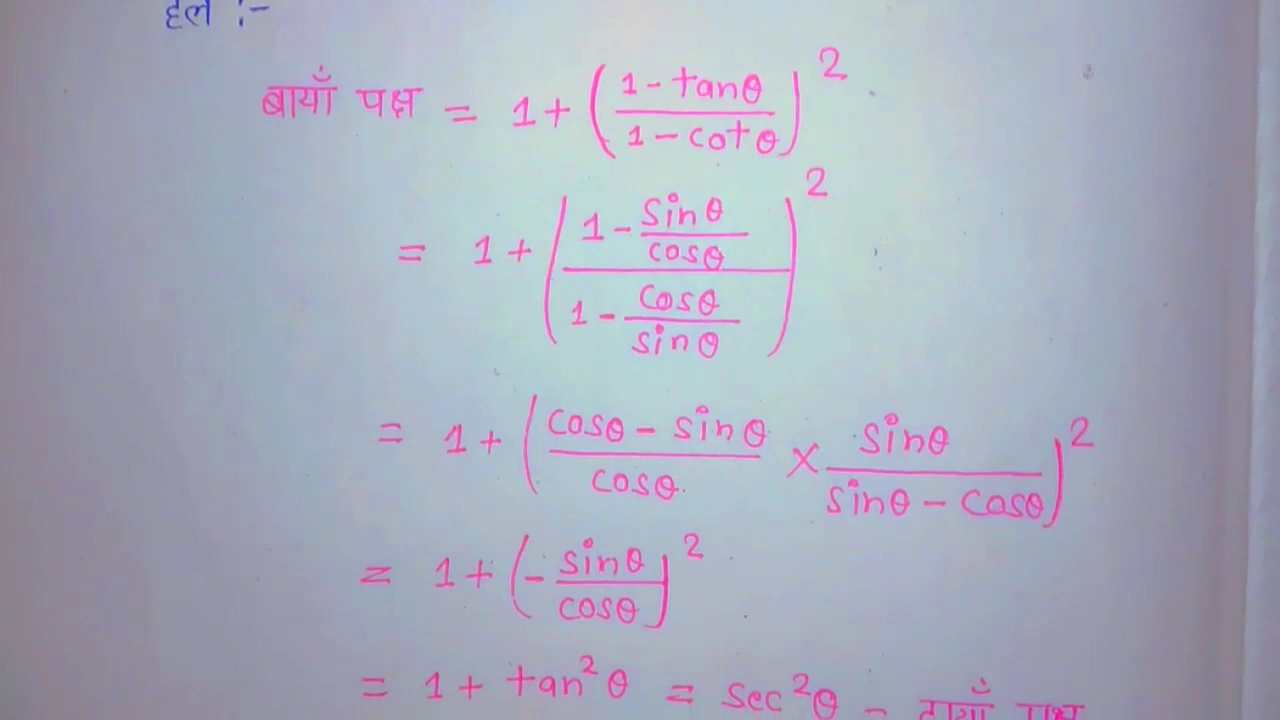 हल :-
बायाँ पक्ष = 1 + ((1 - tanθ)/(1 - cotθ))²
= 1 + ((1 - sinθ/cosθ)/(1 - cosθ/sinθ))²
= 1 + ((cosθ - sinθ)/cosθ × sinθ/(sinθ - cosθ))²
= 1 + (- sinθ/cosθ)²
= 1 + tan²θ = sec²θ = दायाँ पक्ष